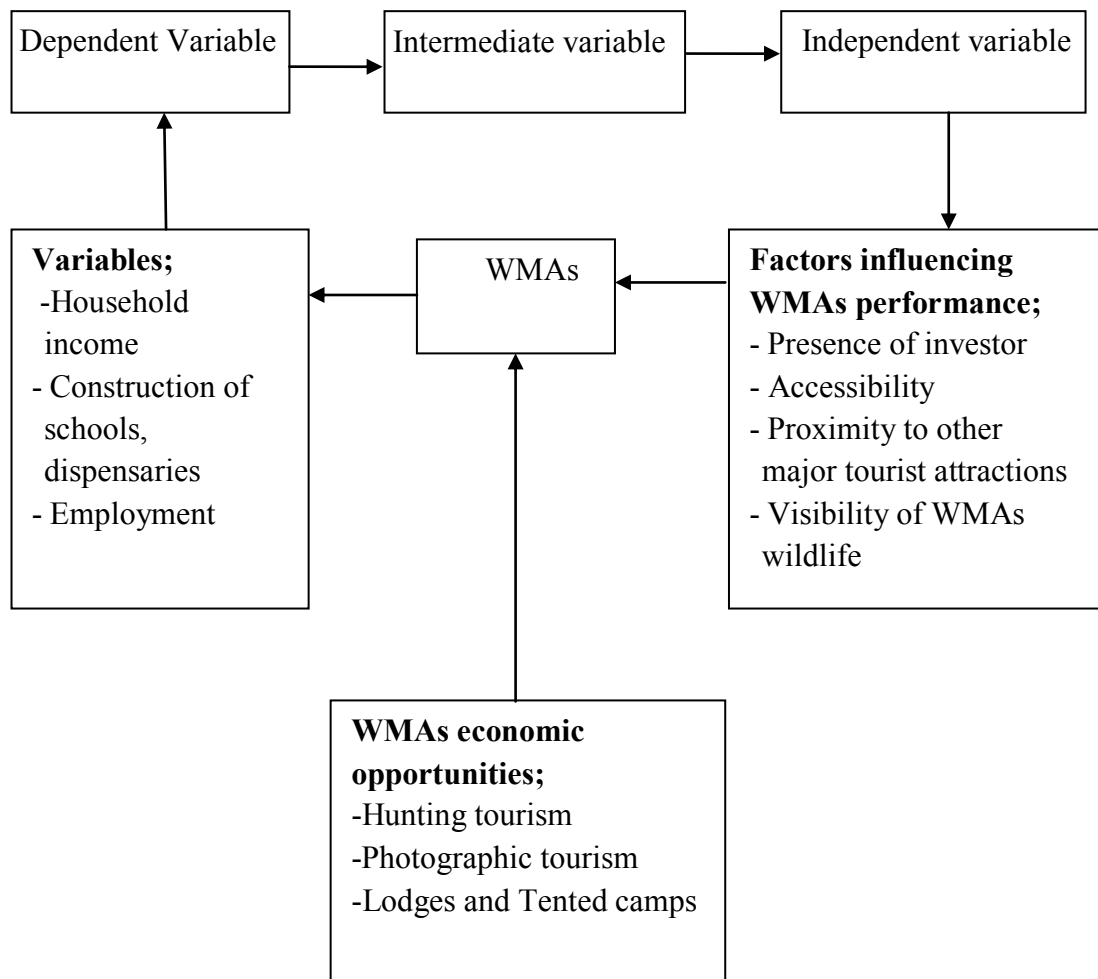 Dependent Variable
Intermediate variable
Independent variable
Variables;
-Household
income
- Construction of
schools,
dispensaries
- Employment
WMAs
Factors influencing
WMAs performance;
- Presence of investor
- Accessibility
- Proximity to other
major tourist attractions
- Visibility of WMAs
wildlife
WMAs economic
opportunities;
-Hunting tourism
-Photographic tourism
-Lodges and Tented camps